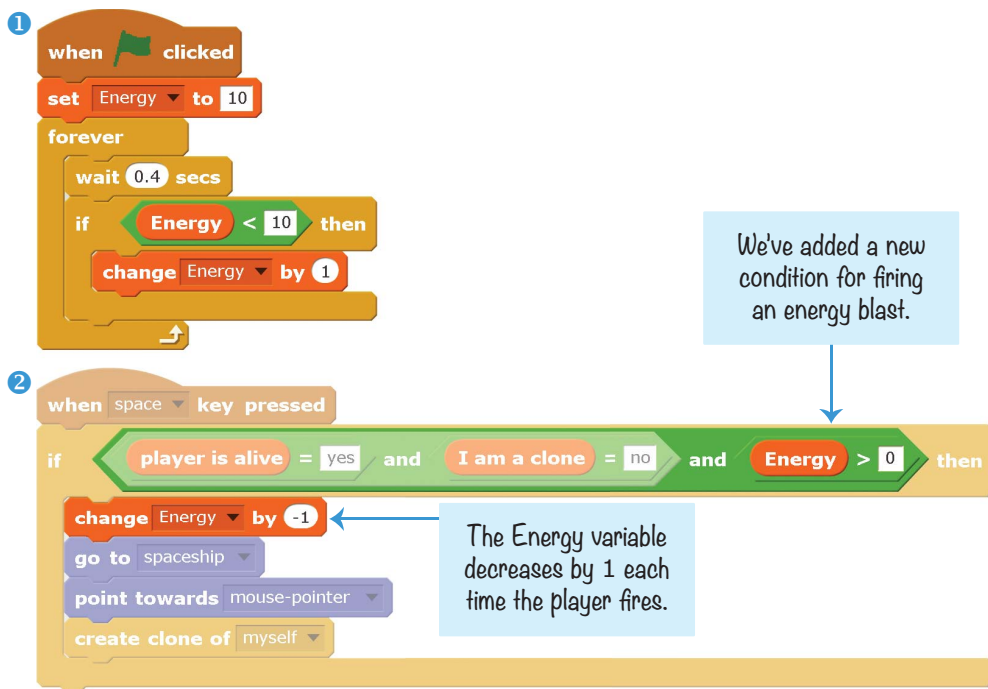 1
when clicked
set Energy to 10
forever
wait 0.4 secs
if Energy < 10 then
change Energy by 1
We've added a new
condition for firing
an energy blast.
2
when space key pressed
if player is alive = yes and I am a clone = no and Energy > 0 then
change Energy by -1
go to spaceship
point towards mouse-pointer
create clone of myself
The Energy variable
decreases by 1 each
time the player fires.